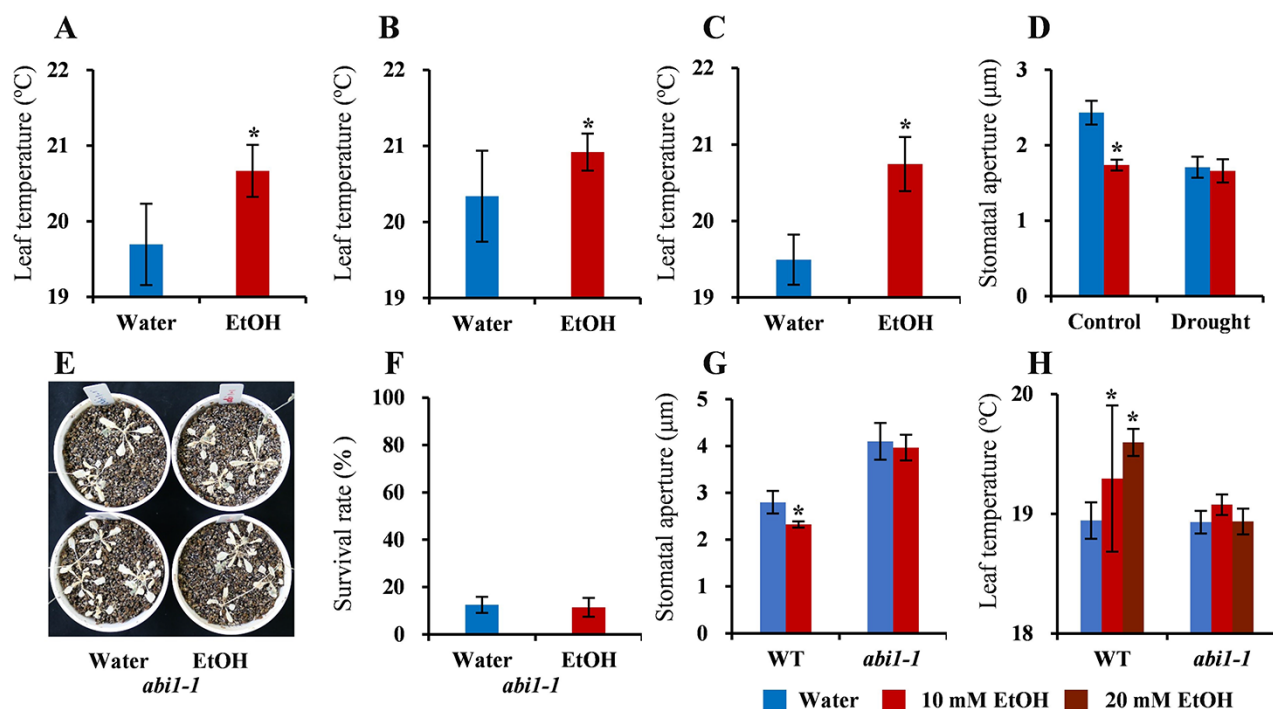 A
Leaf temperature (ºC)
22
21
20
19
*
Water EtOH
B
Leaf temperature (ºC)
22
21
20
19
*
Water EtOH
C
Leaf temperature (ºC)
22
21
20
19
*
Water EtOH
D
Stomatal aperture (μm)
3
2
1
0
*
Control Drought
E
Water EtOH
abi1-1
F
Survival rate (%)
100
80
60
40
20
0
Water EtOH
abi1-1
G
Stomatal aperture (μm)
5
4
3
2
1
0
*
WT abi1-1
H
Leaf temperature (ºC)
20
19
18
* *
WT abi1-1
Water 10 mM EtOH 20 mM EtOH